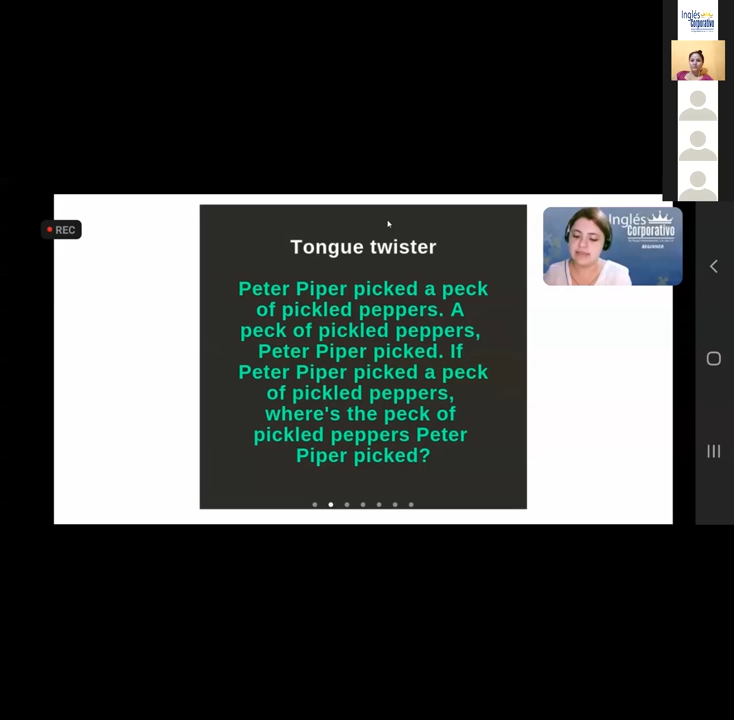 Inglés
Corporativo
REC
Inglés
Corporativo
BEGINNER
Tongue twister
Peter Piper picked a peck
of pickled peppers. A
peck of pickled peppers,
Peter Piper picked. If
Peter Piper picked a peck
of pickled peppers,
where's the peck of
pickled peppers Peter
Piper picked?